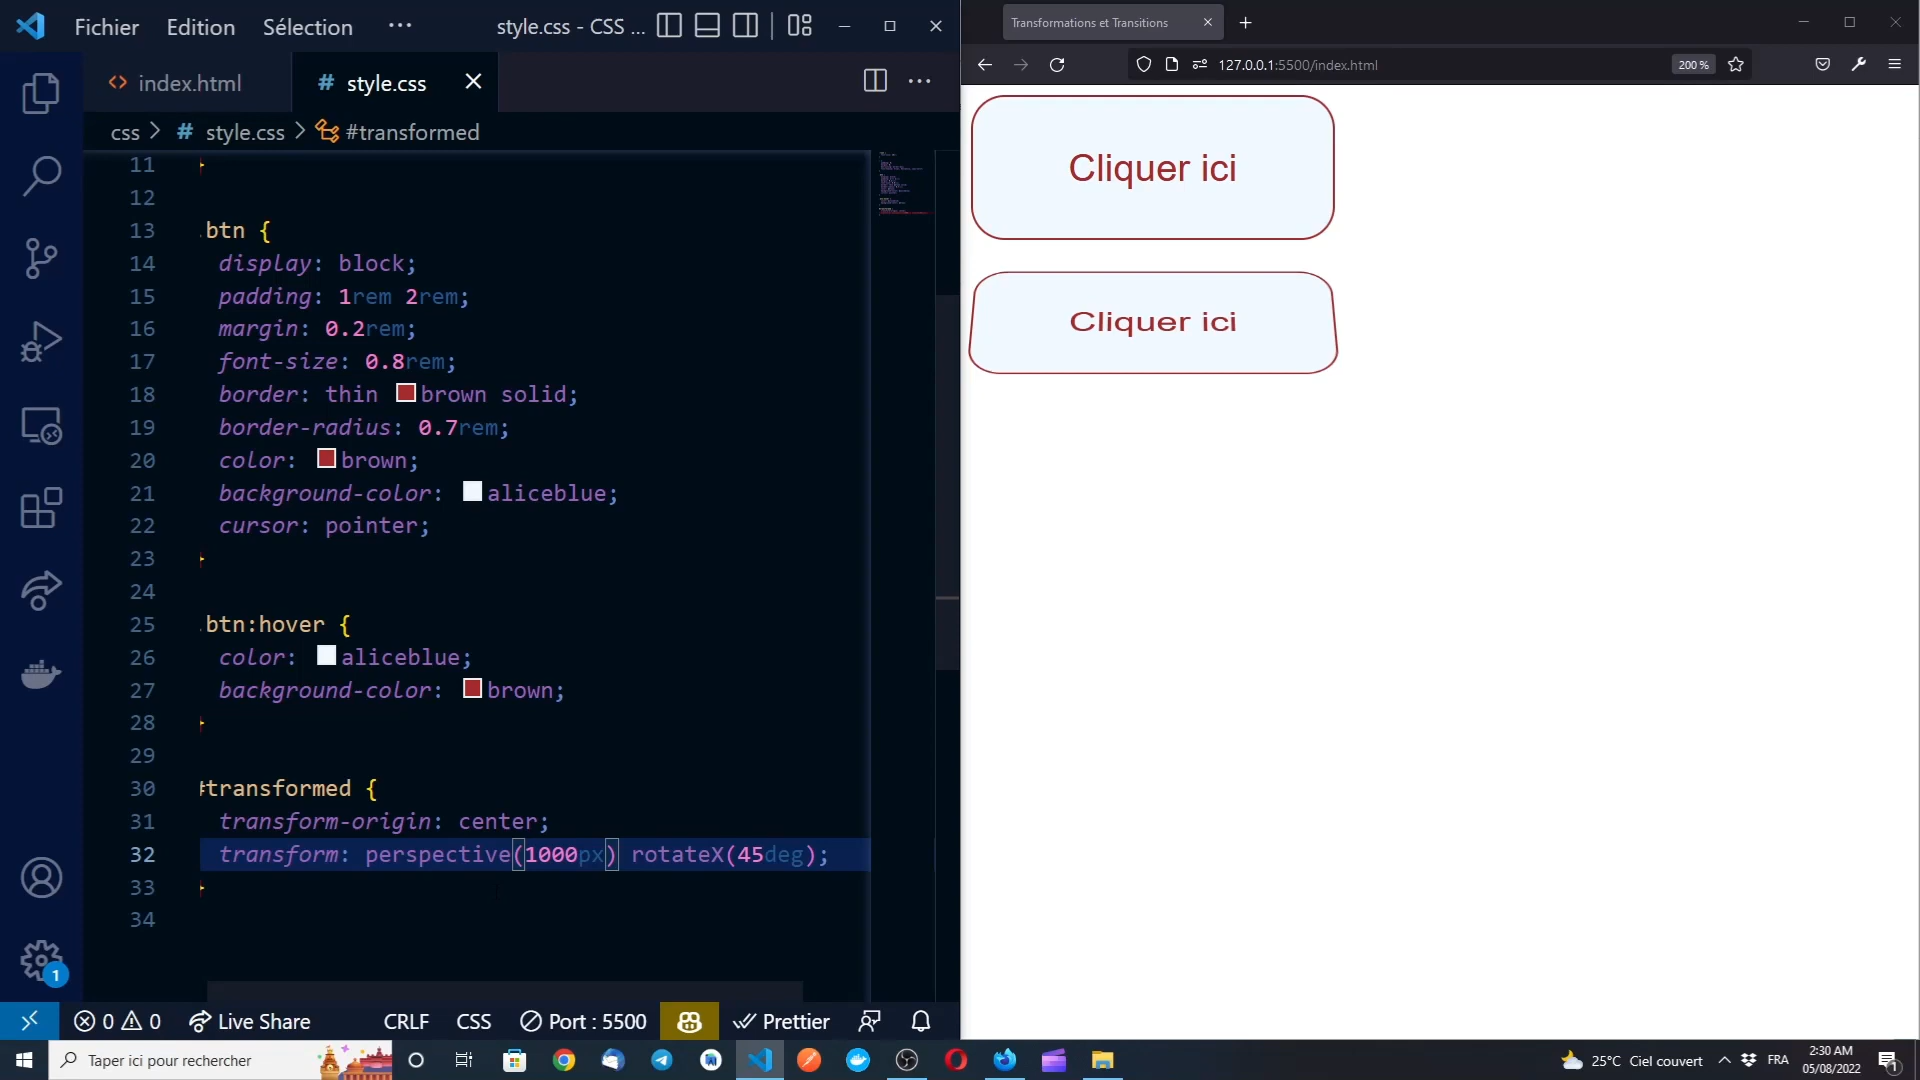 Fichier Edition Sélection ··· style.css - CSS ...
index.html style.css
css > # style.css > #transformed
11
12
13 .btn {
14 display: block;
15 padding: 1rem 2rem;
16 margin: 0.2rem;
17 font-size: 0.8rem;
18 border: thin brown solid;
19 border-radius: 0.7rem;
20 color: brown;
21 background-color: aliceblue;
22 cursor: pointer;
23
24
25 .btn:hover {
26 color: aliceblue;
27 background-color: brown;
28
29
30 #transformed {
31 transform-origin: center;
32 transform: perspective(1000px) rotateX(45deg);
33
34
1
0 0 Live Share CRLF CSS Port : 5500 Prettier
Transformations et Transitions
127.0.0.1:5500/index.html 200 %
Cliquer ici
Cliquer ici
Taper ici pour rechercher
25°C Ciel couvert FRA
2:30 AM
05/08/2022
1